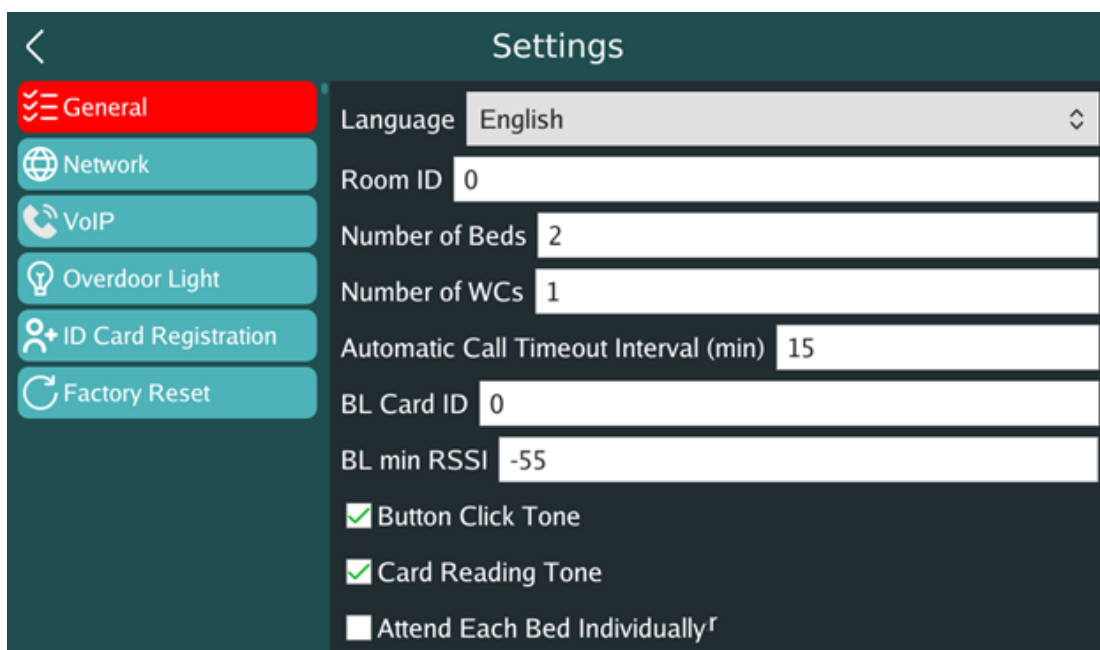 Settings
General
Network
VoIP
Overdoor Light
ID Card Registration
Factory Reset
Language English
Room ID 0
Number of Beds 2
Number of WCs 1
Automatic Call Timeout Interval (min) 15
BL Card ID 0
BL min RSSI -55
Button Click Tone
Card Reading Tone
Attend Each Bed Individually r